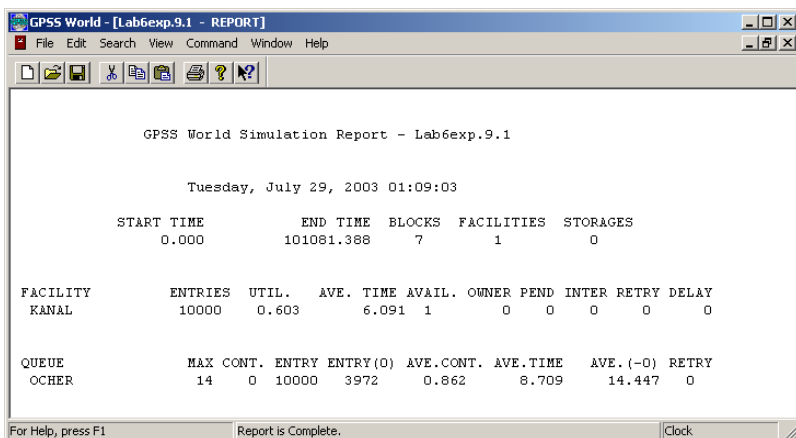 GPSS World - [Lab6exp.9.1 - REPORT]
File Edit Search View Command Window Help
GPSS World Simulation Report - Lab6exp.9.1
Tuesday, July 29, 2003 01:09:03
START TIME END TIME BLOCKS FACILITIES STORAGES
0.000 101081.388 7 1 0
FACILITY ENTRIES UTIL. AVE. TIME AVAIL. OWNER PEND INTER RETRY DELAY
KANAL 10000 0.603 6.091 1 0 0 0 0 0
QUEUE MAX CONT. ENTRY ENTRY(0) AVE.CONT. AVE.TIME AVE.(-0) RETRY
OCHER 14 0 10000 3972 0.862 8.709 14.447 0
For Help, press F1 Report is Complete. Clock